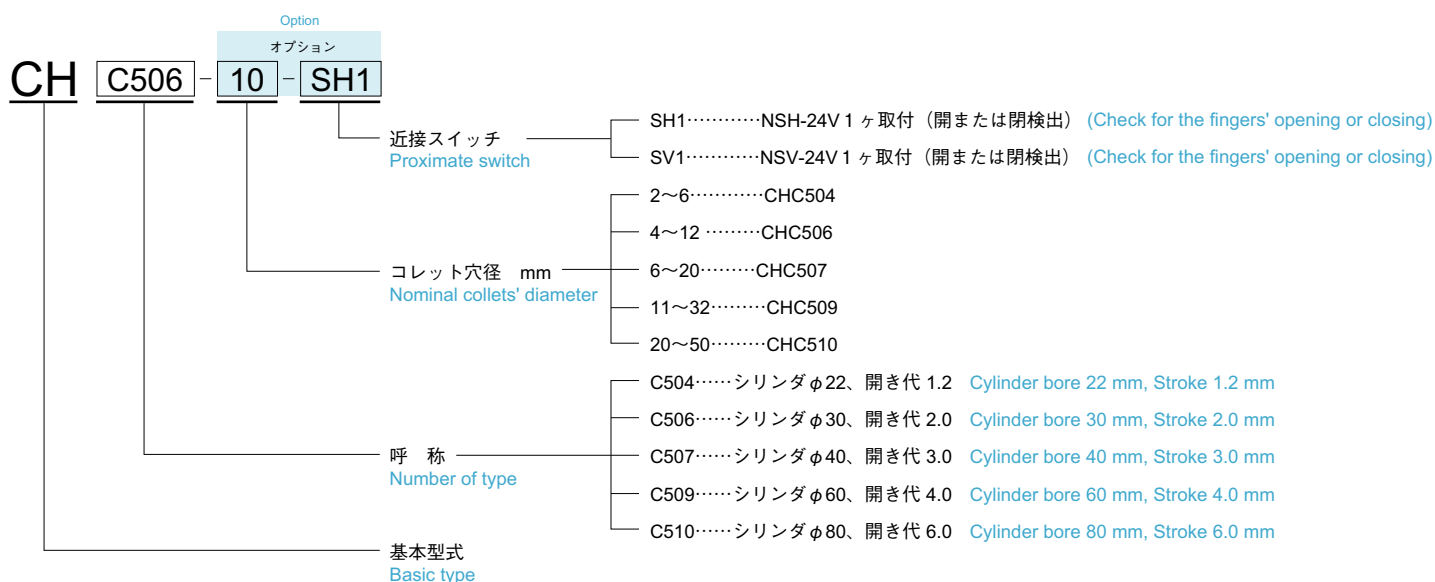 Option
オプション
CH C506 - 10 - SH1
近接スイッチ
Proximate switch
SH1…………NSH-24V 1 ヶ取付（開または閉検出） (Check for the fingers' opening or closing)
SV1…………NSV-24V 1 ヶ取付（開または閉検出） (Check for the fingers' opening or closing)
コレット穴径　mm
Nominal collets' diameter
2～6…………CHC504
4～12 ………CHC506
6～20………CHC507
11～32………CHC509
20～50………CHC510
呼　称
Number of type
C504……シリンダφ22、開き代 1.2 Cylinder bore 22 mm, Stroke 1.2 mm
C506……シリンダφ30、開き代 2.0 Cylinder bore 30 mm, Stroke 2.0 mm
C507……シリンダφ40、開き代 3.0 Cylinder bore 40 mm, Stroke 3.0 mm
C509……シリンダφ60、開き代 4.0 Cylinder bore 60 mm, Stroke 4.0 mm
C510……シリンダφ80、開き代 6.0 Cylinder bore 80 mm, Stroke 6.0 mm
基本型式
Basic type